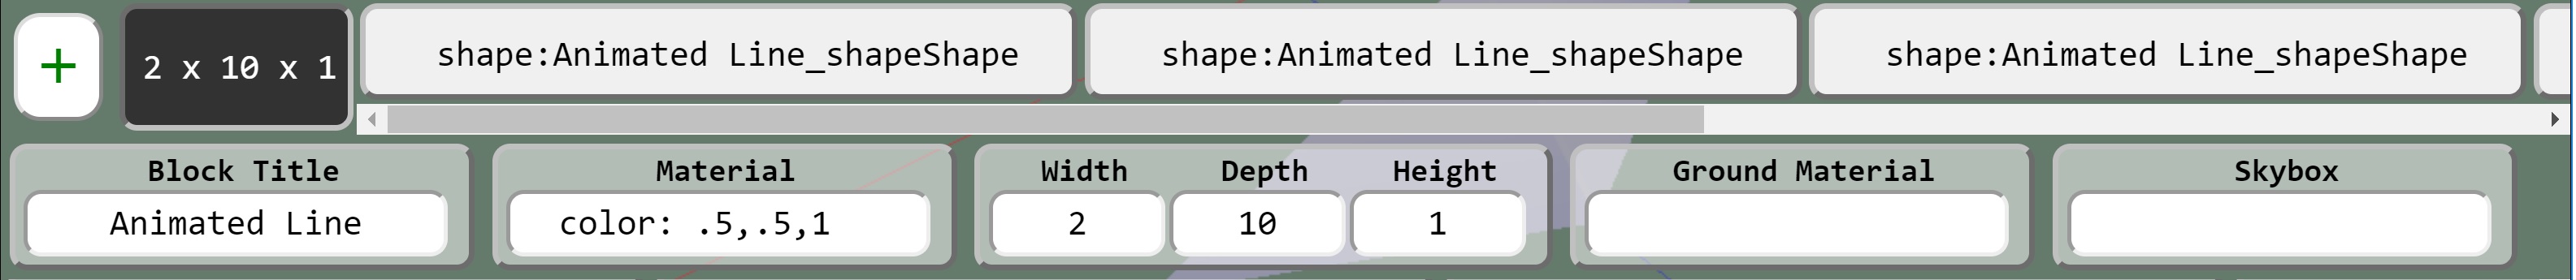 + 2 x 10 x 1 shape:Animated Line_shapeShape shape:Animated Line_shapeShape shape:Animated Line_shapeShape
Block Title Material Width Depth Height Ground Material Skybox
Animated Line color: .5,.5,1 2 10 1